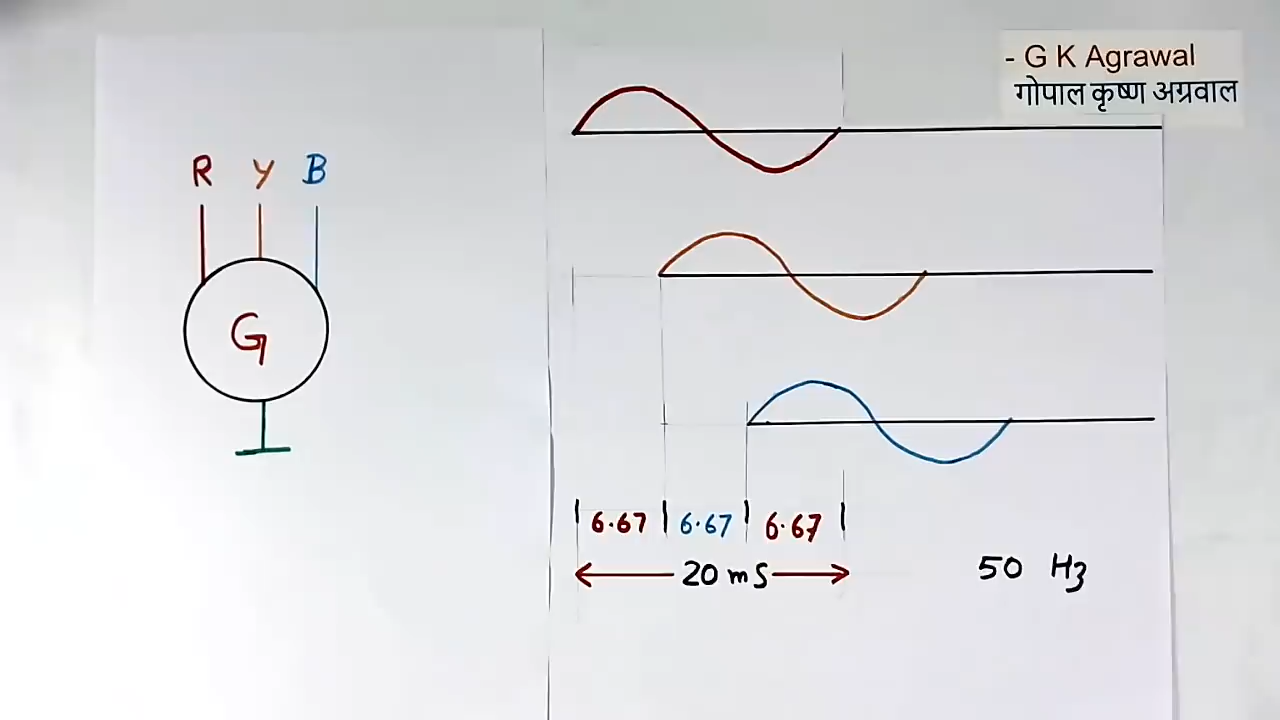 - G K Agrawal
गोपाल कृष्ण अग्रवाल
R Y B
G
6.67 6.67 6.67
20 mS
50 Hz